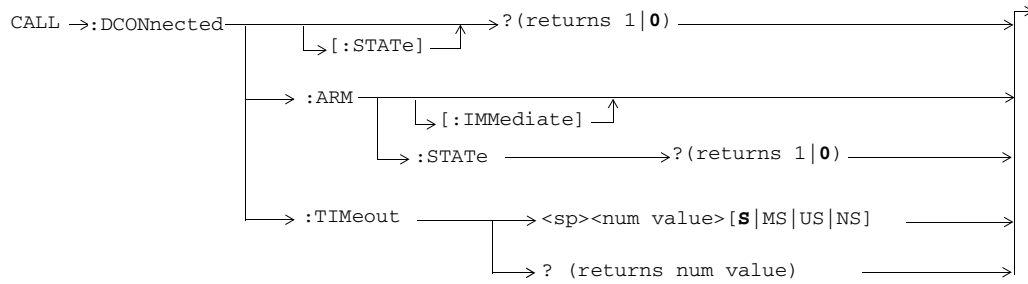 CALL :DCONnected ?(returns 1|0)
[:STATe]
:ARM
[:IMMediate]
:STATe ?(returns 1|0)
:TIMeout <sp><num value>[S|MS|US|NS]
? (returns num value)